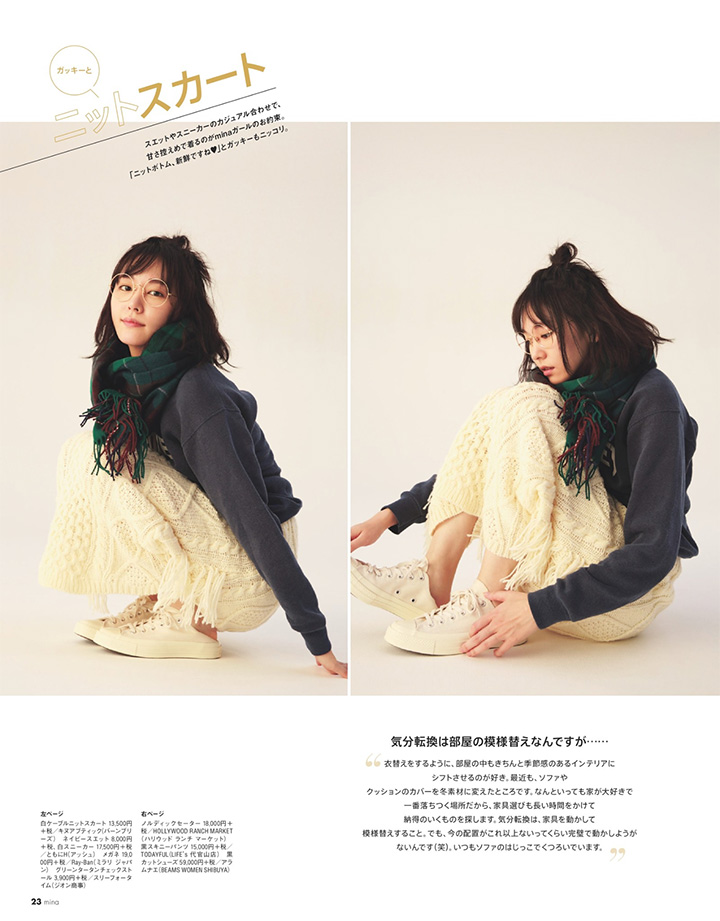 ガッキーと
ニットスカート
スエットやスニーカーのカジュアル合わせで、
甘さ控えめで着るのがminaガールのお約束。
「ニットボトム、新鮮ですね♥」とガッキーもニッコリ。
気分転換は部屋の模様替えなんですが……
“ 衣替えをするように、部屋の中もきちんと季節感のあるインテリアに
シフトさせるのが好き。最近も、ソファや
クッションのカバーを冬素材に変えたところです。なんといっても家が大好きで
一番落ちつく場所だから、家具選びも長い時間をかけて
納得のいくものを探します。気分転換は、家具を動かして
模様替えすること。でも、今の配置がこれ以上ないってくらい完璧で動かしようが
ないんです（笑）。いつもソファのはじっこでくつろいでいます。 ”
左ページ
白ケーブルニットスカート 13,500円
+税／キヌアブティック（バーンブリ
ーズ） ネイビースエット 8,000円
+税、白スニーカー 17,500円+税
／ともにH（アッシュ） メガネ 19,0
00円+税／Ray-Ban（ミラリ ジャパ
ン） グリーンタータンチェックスト
ール 3,900円+税／スリーフォータ
イム（ジオン商事）
右ページ
ノルディックセーター 18,000円+
税／HOLLYWOOD RANCH MARKET
（ハリウッド ランチ マーケット）
黒スキニーパンツ 15,000円+税／
TODAYFUL（LIFE's 代官山店） 黒
カットシューズ 59,000円+税／アラ
ムナエ（BEAMS WOMEN SHIBUYA）
23 mina